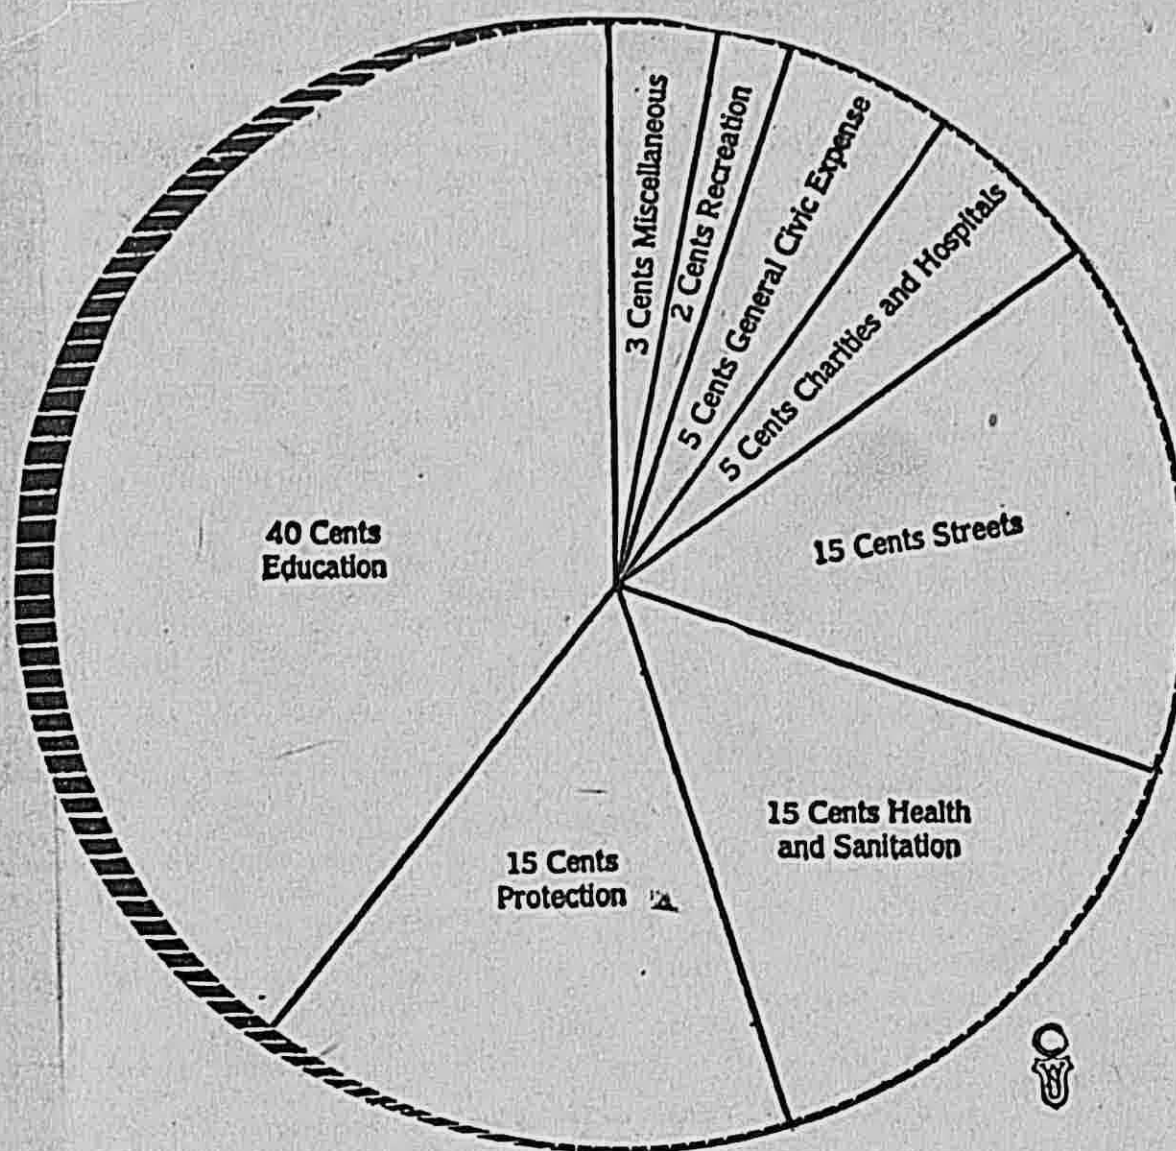 3 Cents Miscellaneous
2 Cents Recreation
5 Cents General Civic Expense
5 Cents Charities and Hospitals
15 Cents Streets
15 Cents Health
and Sanitation
15 Cents
Protection
40 Cents
Education